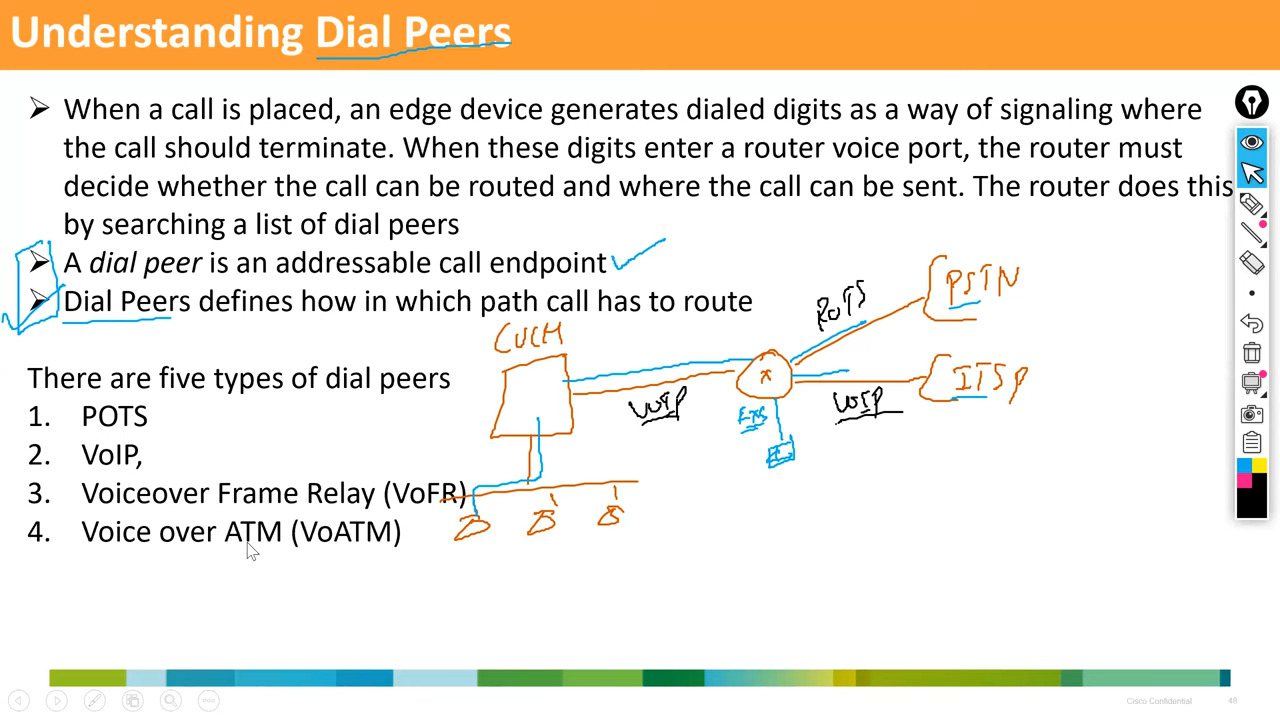 Understanding Dial Peers
➢ When a call is placed, an edge device generates dialed digits as a way of signaling where
the call should terminate. When these digits enter a router voice port, the router must
decide whether the call can be routed and where the call can be sent. The router does this
by searching a list of dial peers
➢ A dial peer is an addressable call endpoint
➢ Dial Peers defines how in which path call has to route
PSTN
POTS
CUCM
There are five types of dial peers
ITSP
1. POTS
VOIP
VOIP
2. VoIP,
3. Voiceover Frame Relay (VoFR)
4. Voice over ATM (VoATM)
Cisco Confidential
48